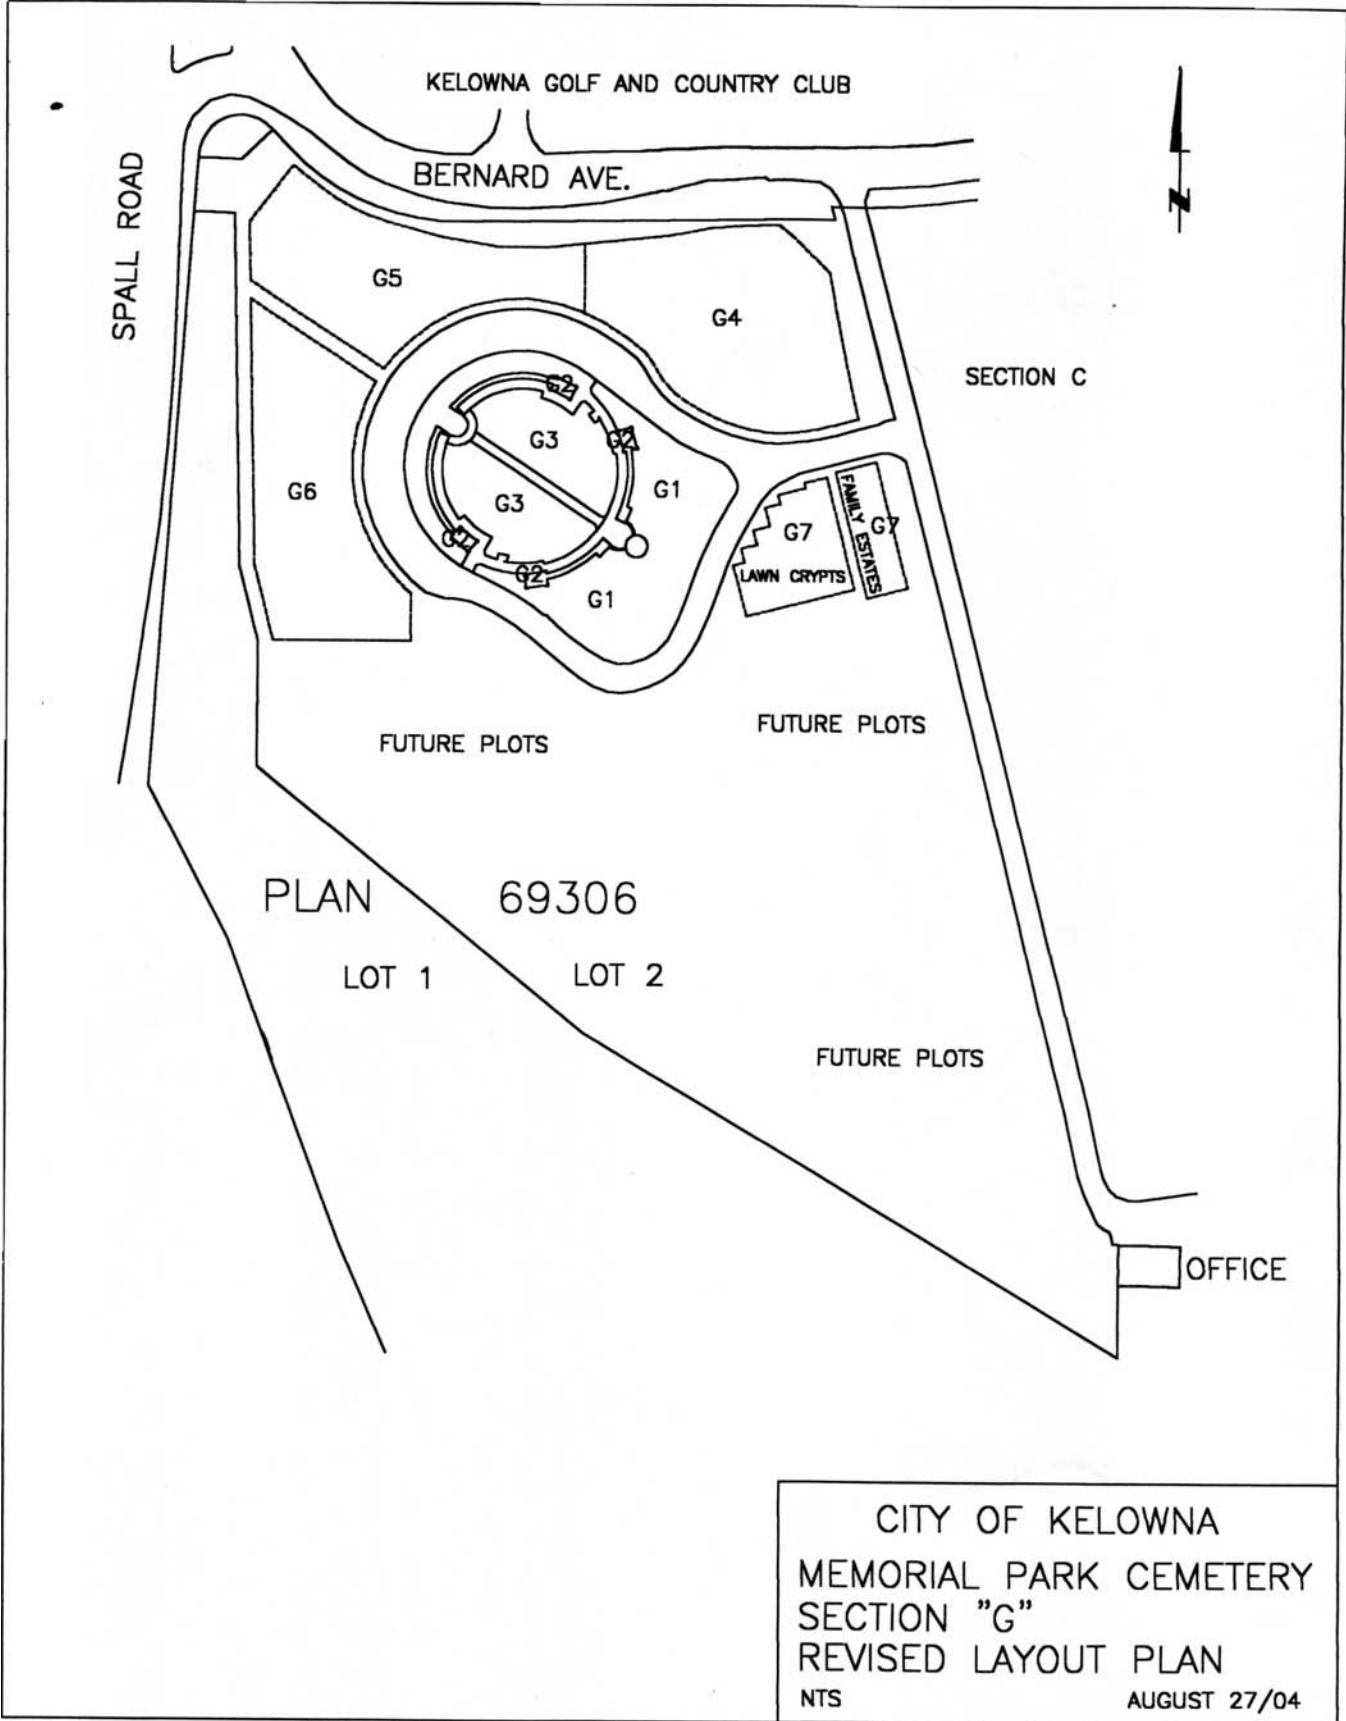 KELOWNA GOLF AND COUNTRY CLUB
BERNARD AVE.
SPALL ROAD
N
G5
G4
SECTION C
G2
G3
G2
G1
G6
G3
G7
FAMILY ESTATES
G7
LAWN CRYPTS
G2
G1
FUTURE PLOTS
FUTURE PLOTS
PLAN 69306
LOT 1
LOT 2
FUTURE PLOTS
OFFICE
CITY OF KELOWNA
MEMORIAL PARK CEMETERY
SECTION "G"
REVISED LAYOUT PLAN
NTS AUGUST 27/04